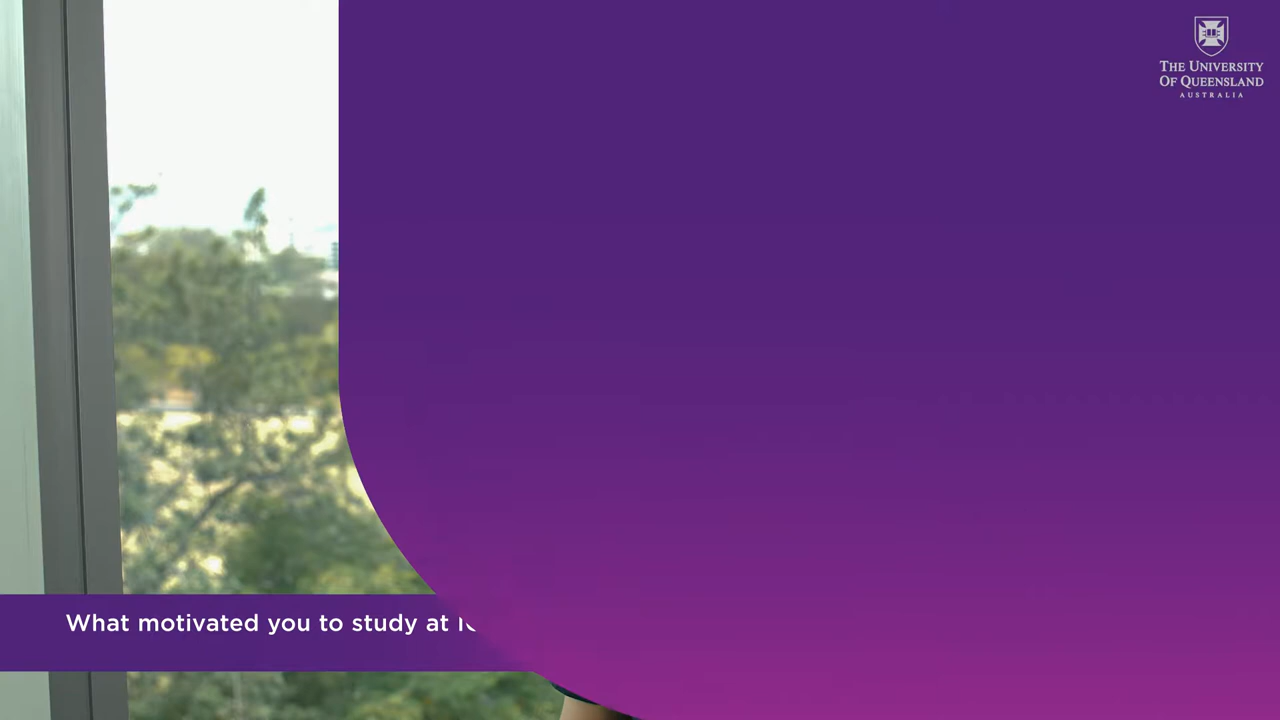 THE UNIVERSITY
OF QUEENSLAND
AUSTRALIA
What motivated you to study at